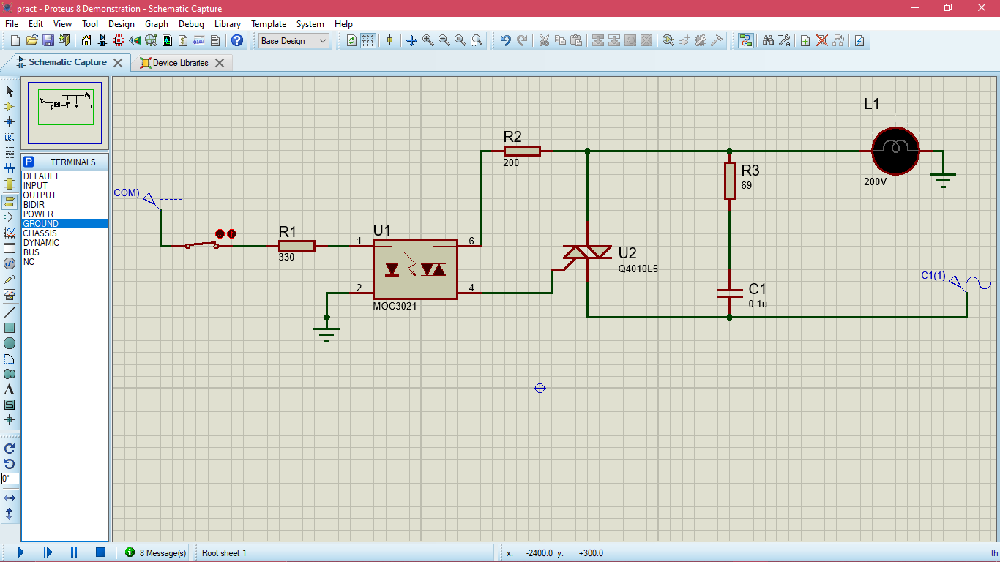 pract - Proteus 8 Demonstration - Schematic Capture
File Edit View Tool Design Graph Debug Library Template System Help
Base Design
Schematic Capture
Device Libraries
LBL
P TERMINALS
DEFAULT
INPUT
OUTPUT
BIDIR
POWER
GROUND
CHASSIS
DYNAMIC
BUS
NC
A
S
0°
COM)
R1
330
U1
1
2
6
4
MOC3021
R2
200
U2
Q4010L5
R3
69
C1
0.1u
L1
200V
C1(1)
8 Message(s)
Root sheet 1
x: -2400.0 y: +300.0
th